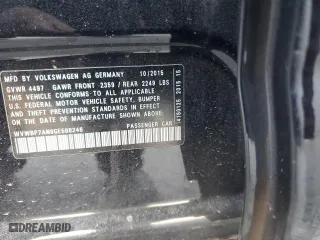 MFD BY VOLKSWAGEN AG GERMANY 10/2015
GVWR 4497 GAWR FRONT 2359 / REAR 2249 LBS
THIS VEHICLE CONFORMS TO ALL APPLICABLE
U.S. FEDERAL MOTOR VEHICLE SAFETY, BUMPER
AND THEFT PREVENTION STANDARDS IN EFFECT
ON THE DATE OF MANUFACTURE SHOWN ABOVE
PASSENGER CAR
DREAMBID